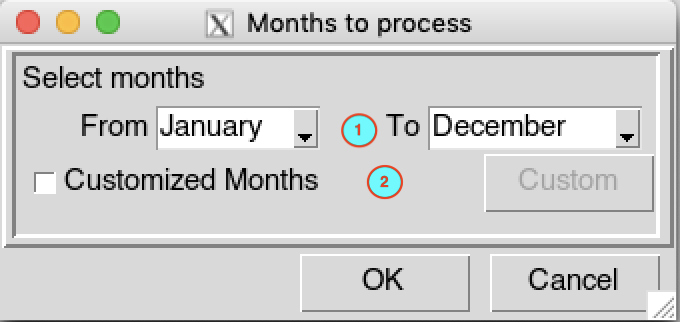 Months to process
Select months
From January 1 To December
Customized Months 2 Custom
OK Cancel